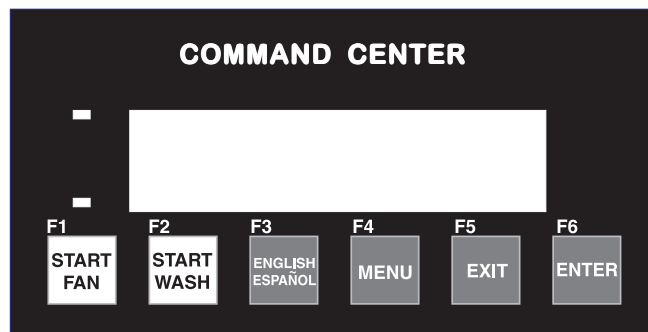 COMMAND CENTER
F1 F2 F3 F4 F5 F6
START FAN
START WASH
ENGLISH ESPAÑOL
MENU
EXIT
ENTER